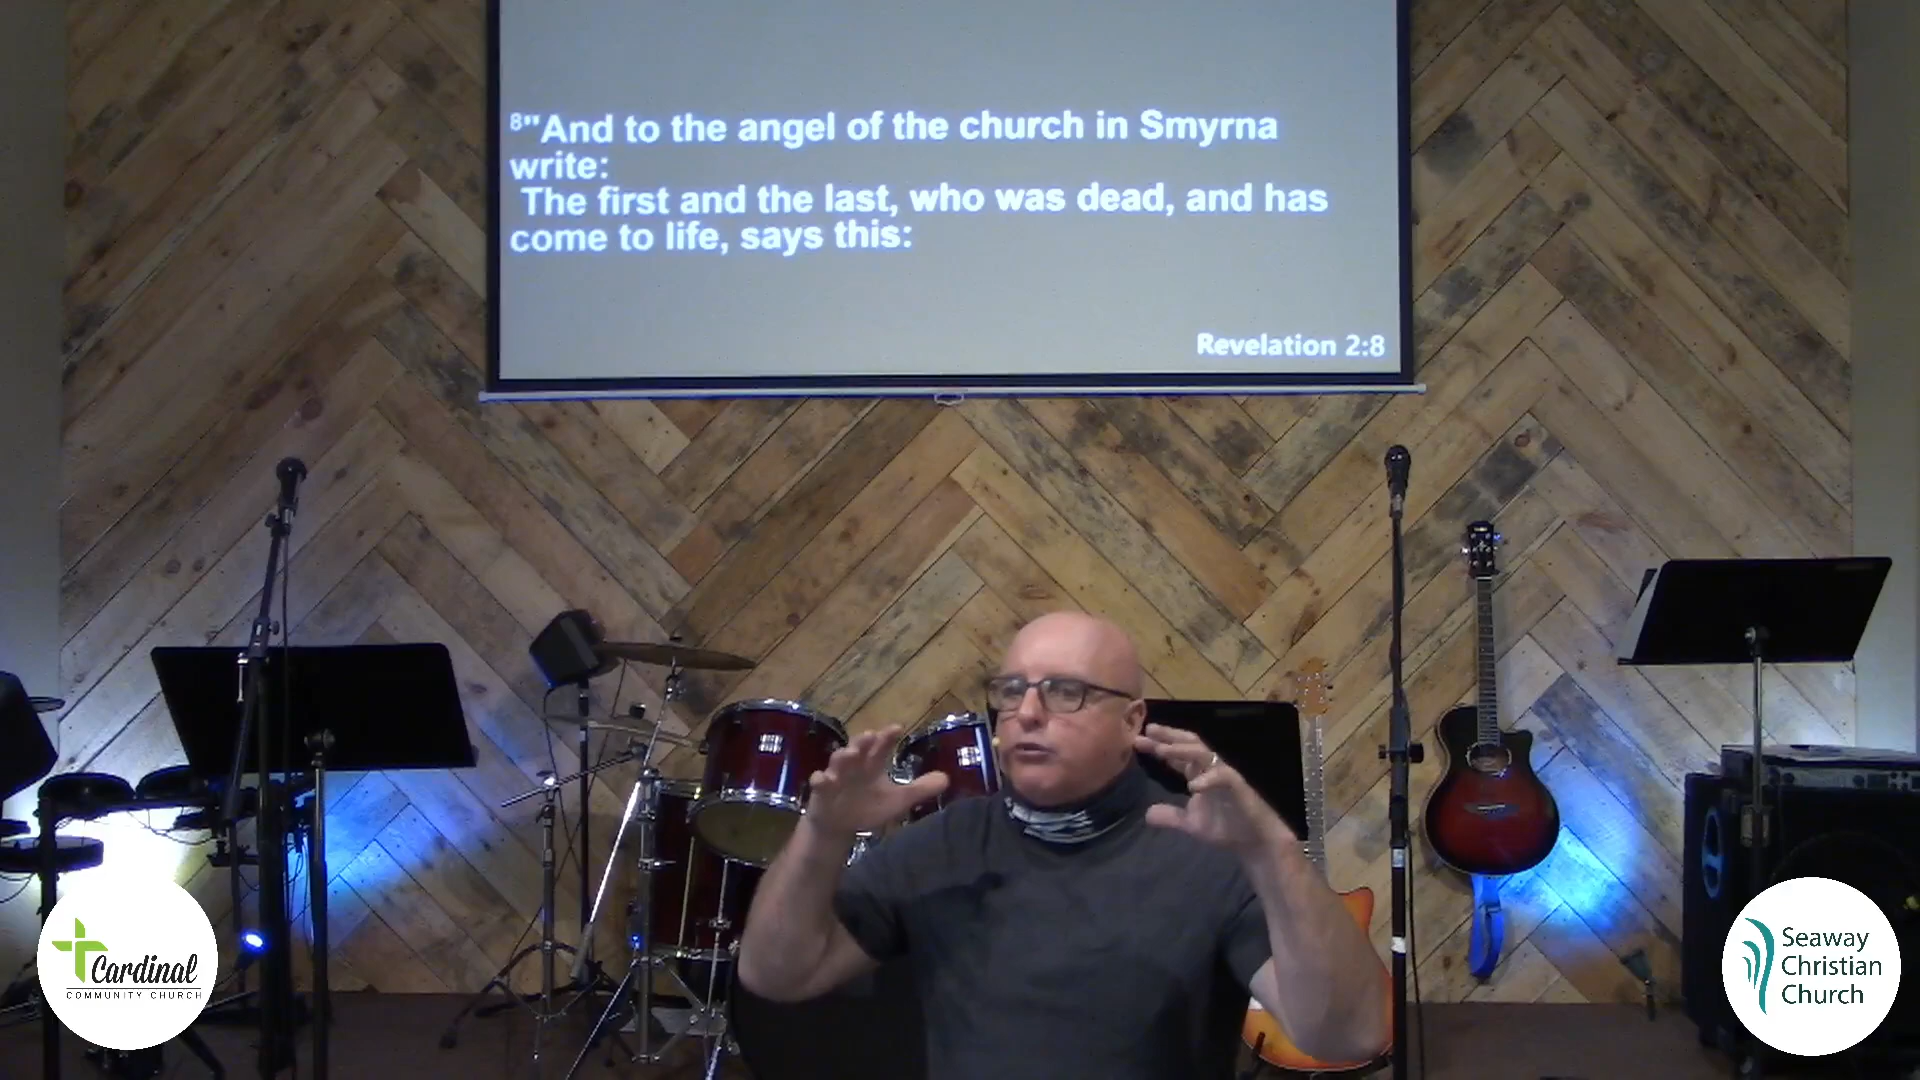 8"And to the angel of the church in Smyrna
write:
The first and the last, who was dead, and has
come to life, says this:
Revelation 2:8
Cardinal
COMMUNITY CHURCH
Seaway
Christian
Church